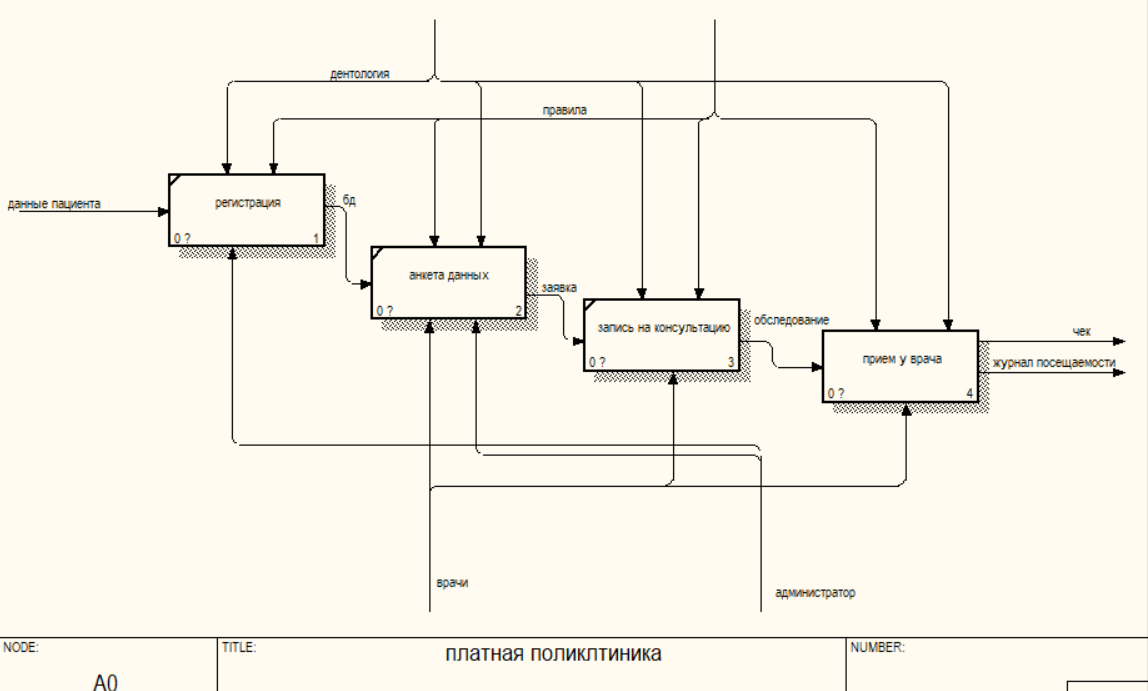 дентология
правила
данные пациента
регистрация
0 ?
1
бд
анкета данных
0 ?
2
заявка
запись на консультацию
0 ?
3
обследование
прием у врача
0 ?
4
чек
журнал посещаемости
врачи
администратор
NODE:
A0
TITLE:
платная поликлтиника
NUMBER: